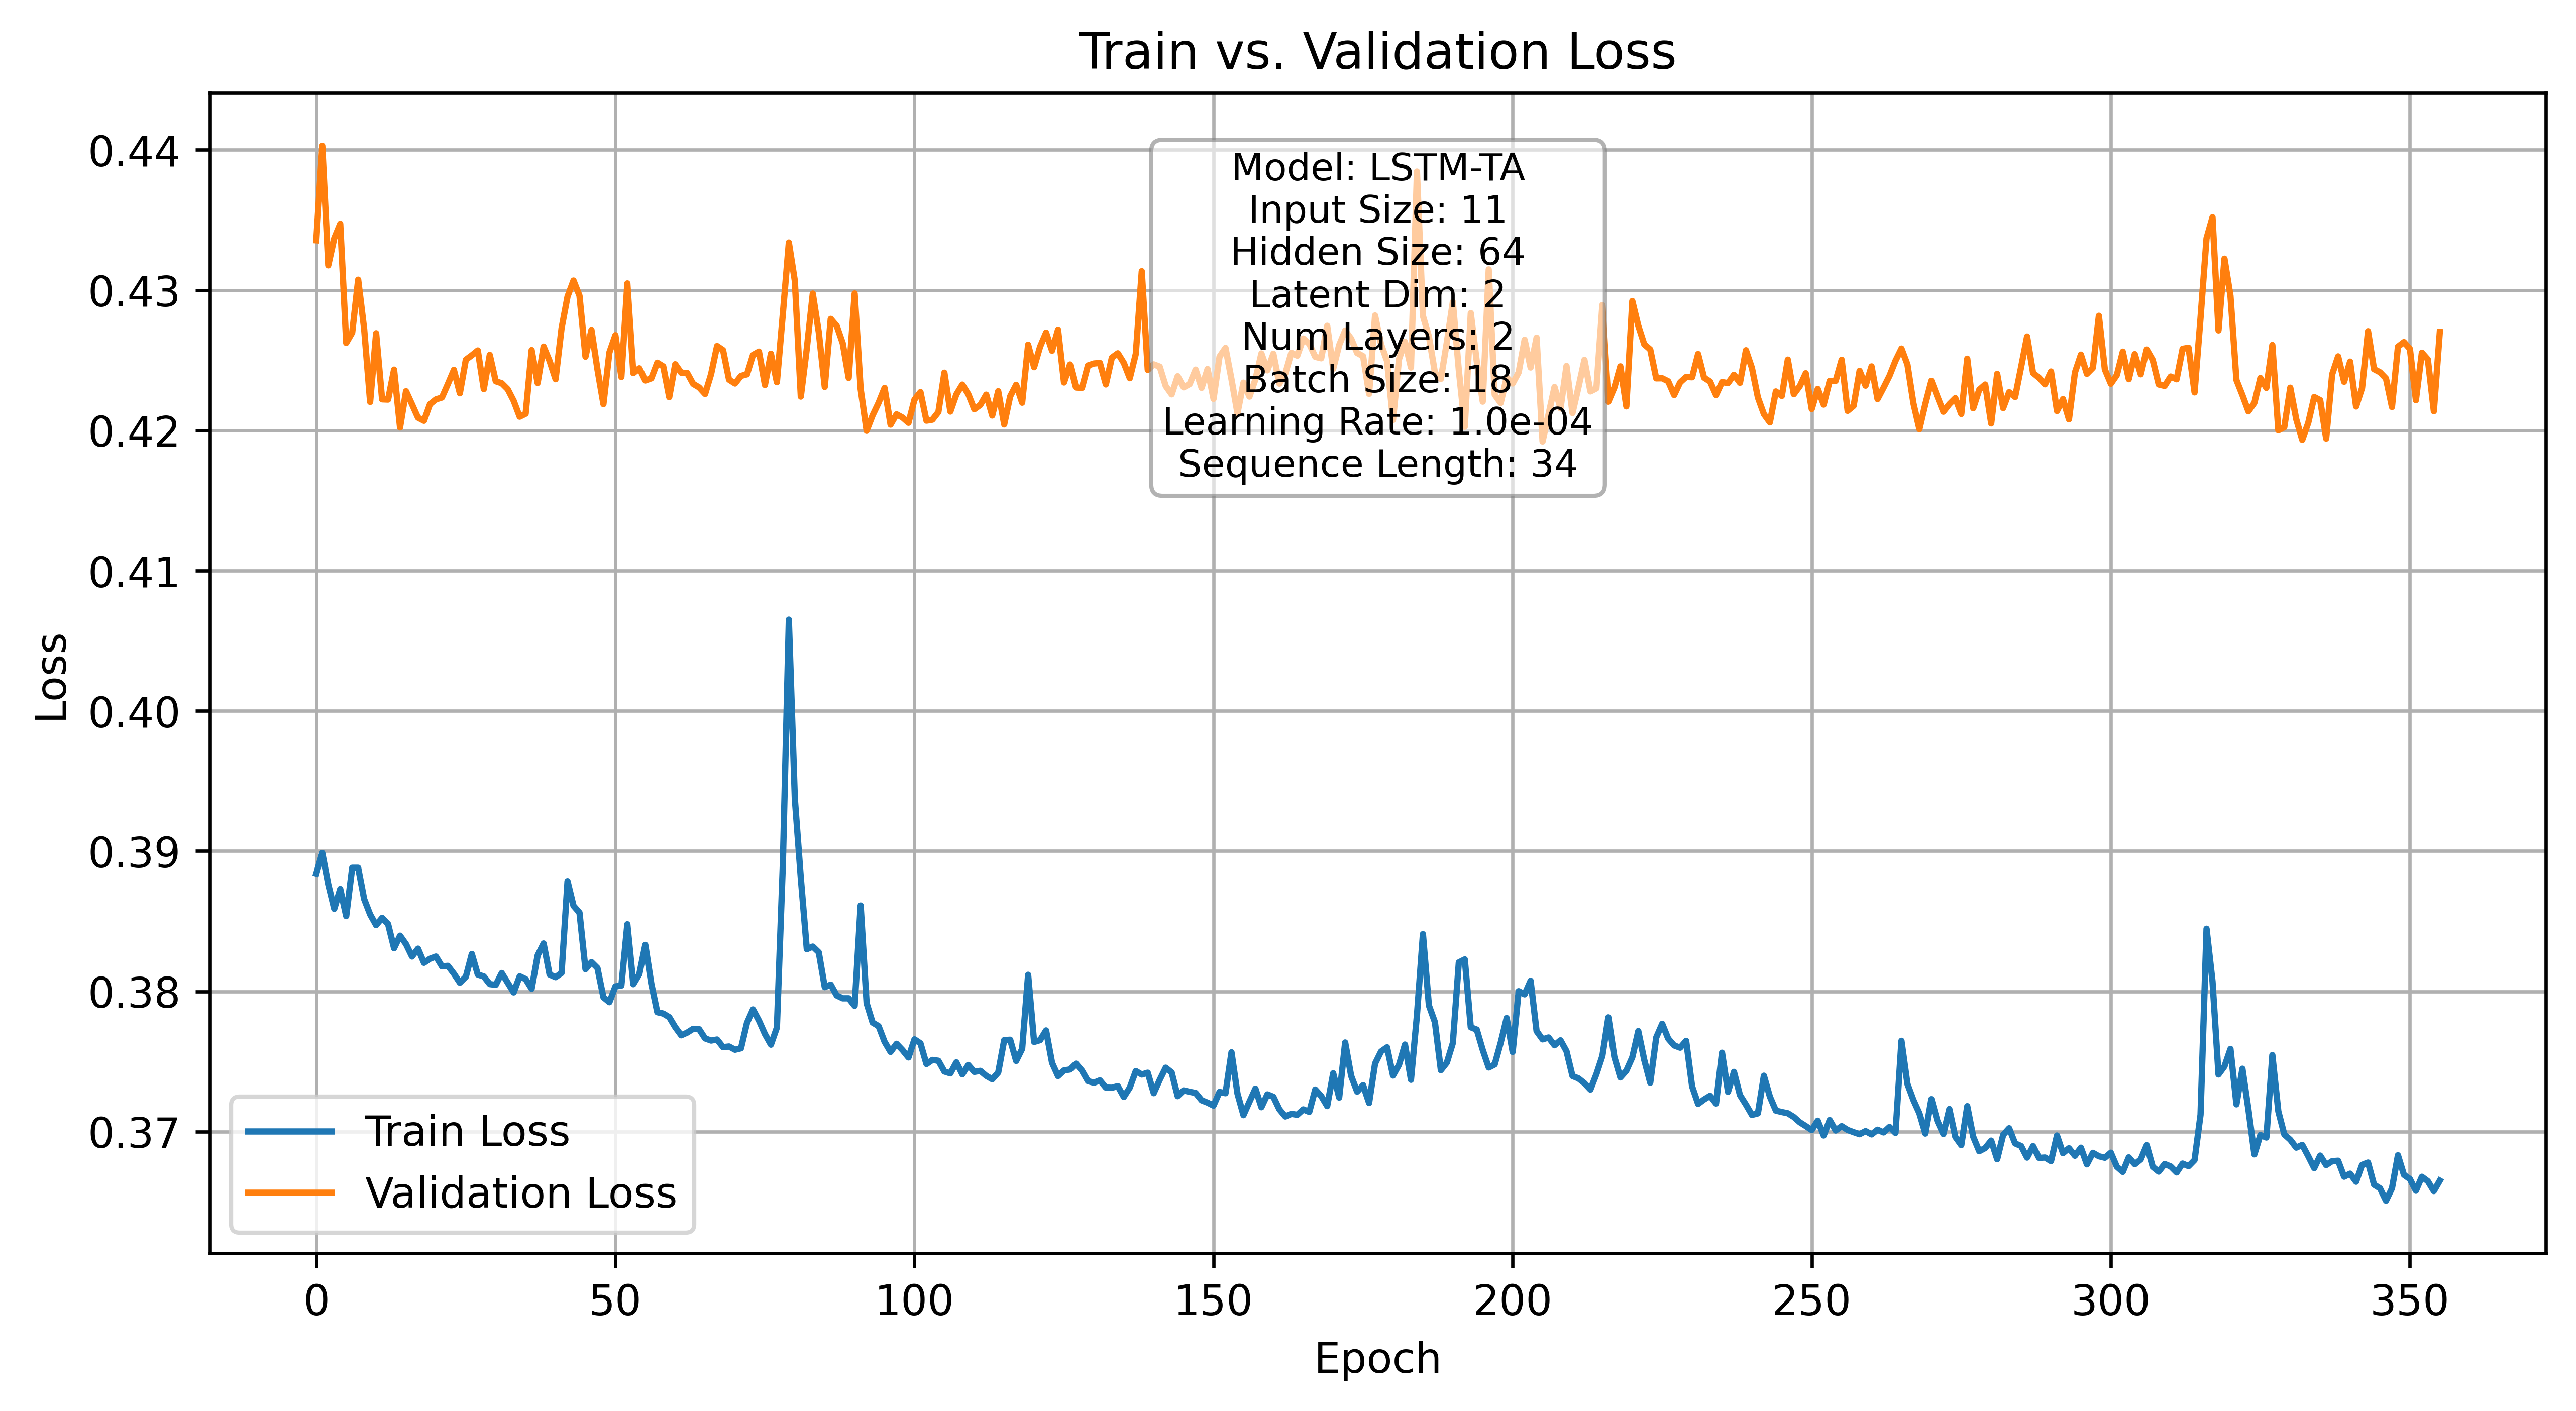 Train vs. Validation Loss
Model: LSTM-TA
Input Size: 11
Hidden Size: 64
Latent Dim: 2
Num Layers: 2
Batch Size: 18
Learning Rate: 1.0e-04
Sequence Length: 34
Loss
0.44
0.43
0.42
0.41
0.40
0.39
0.38
0.37
Train Loss
Validation Loss
0 50 100 150 200 250 300 350
Epoch